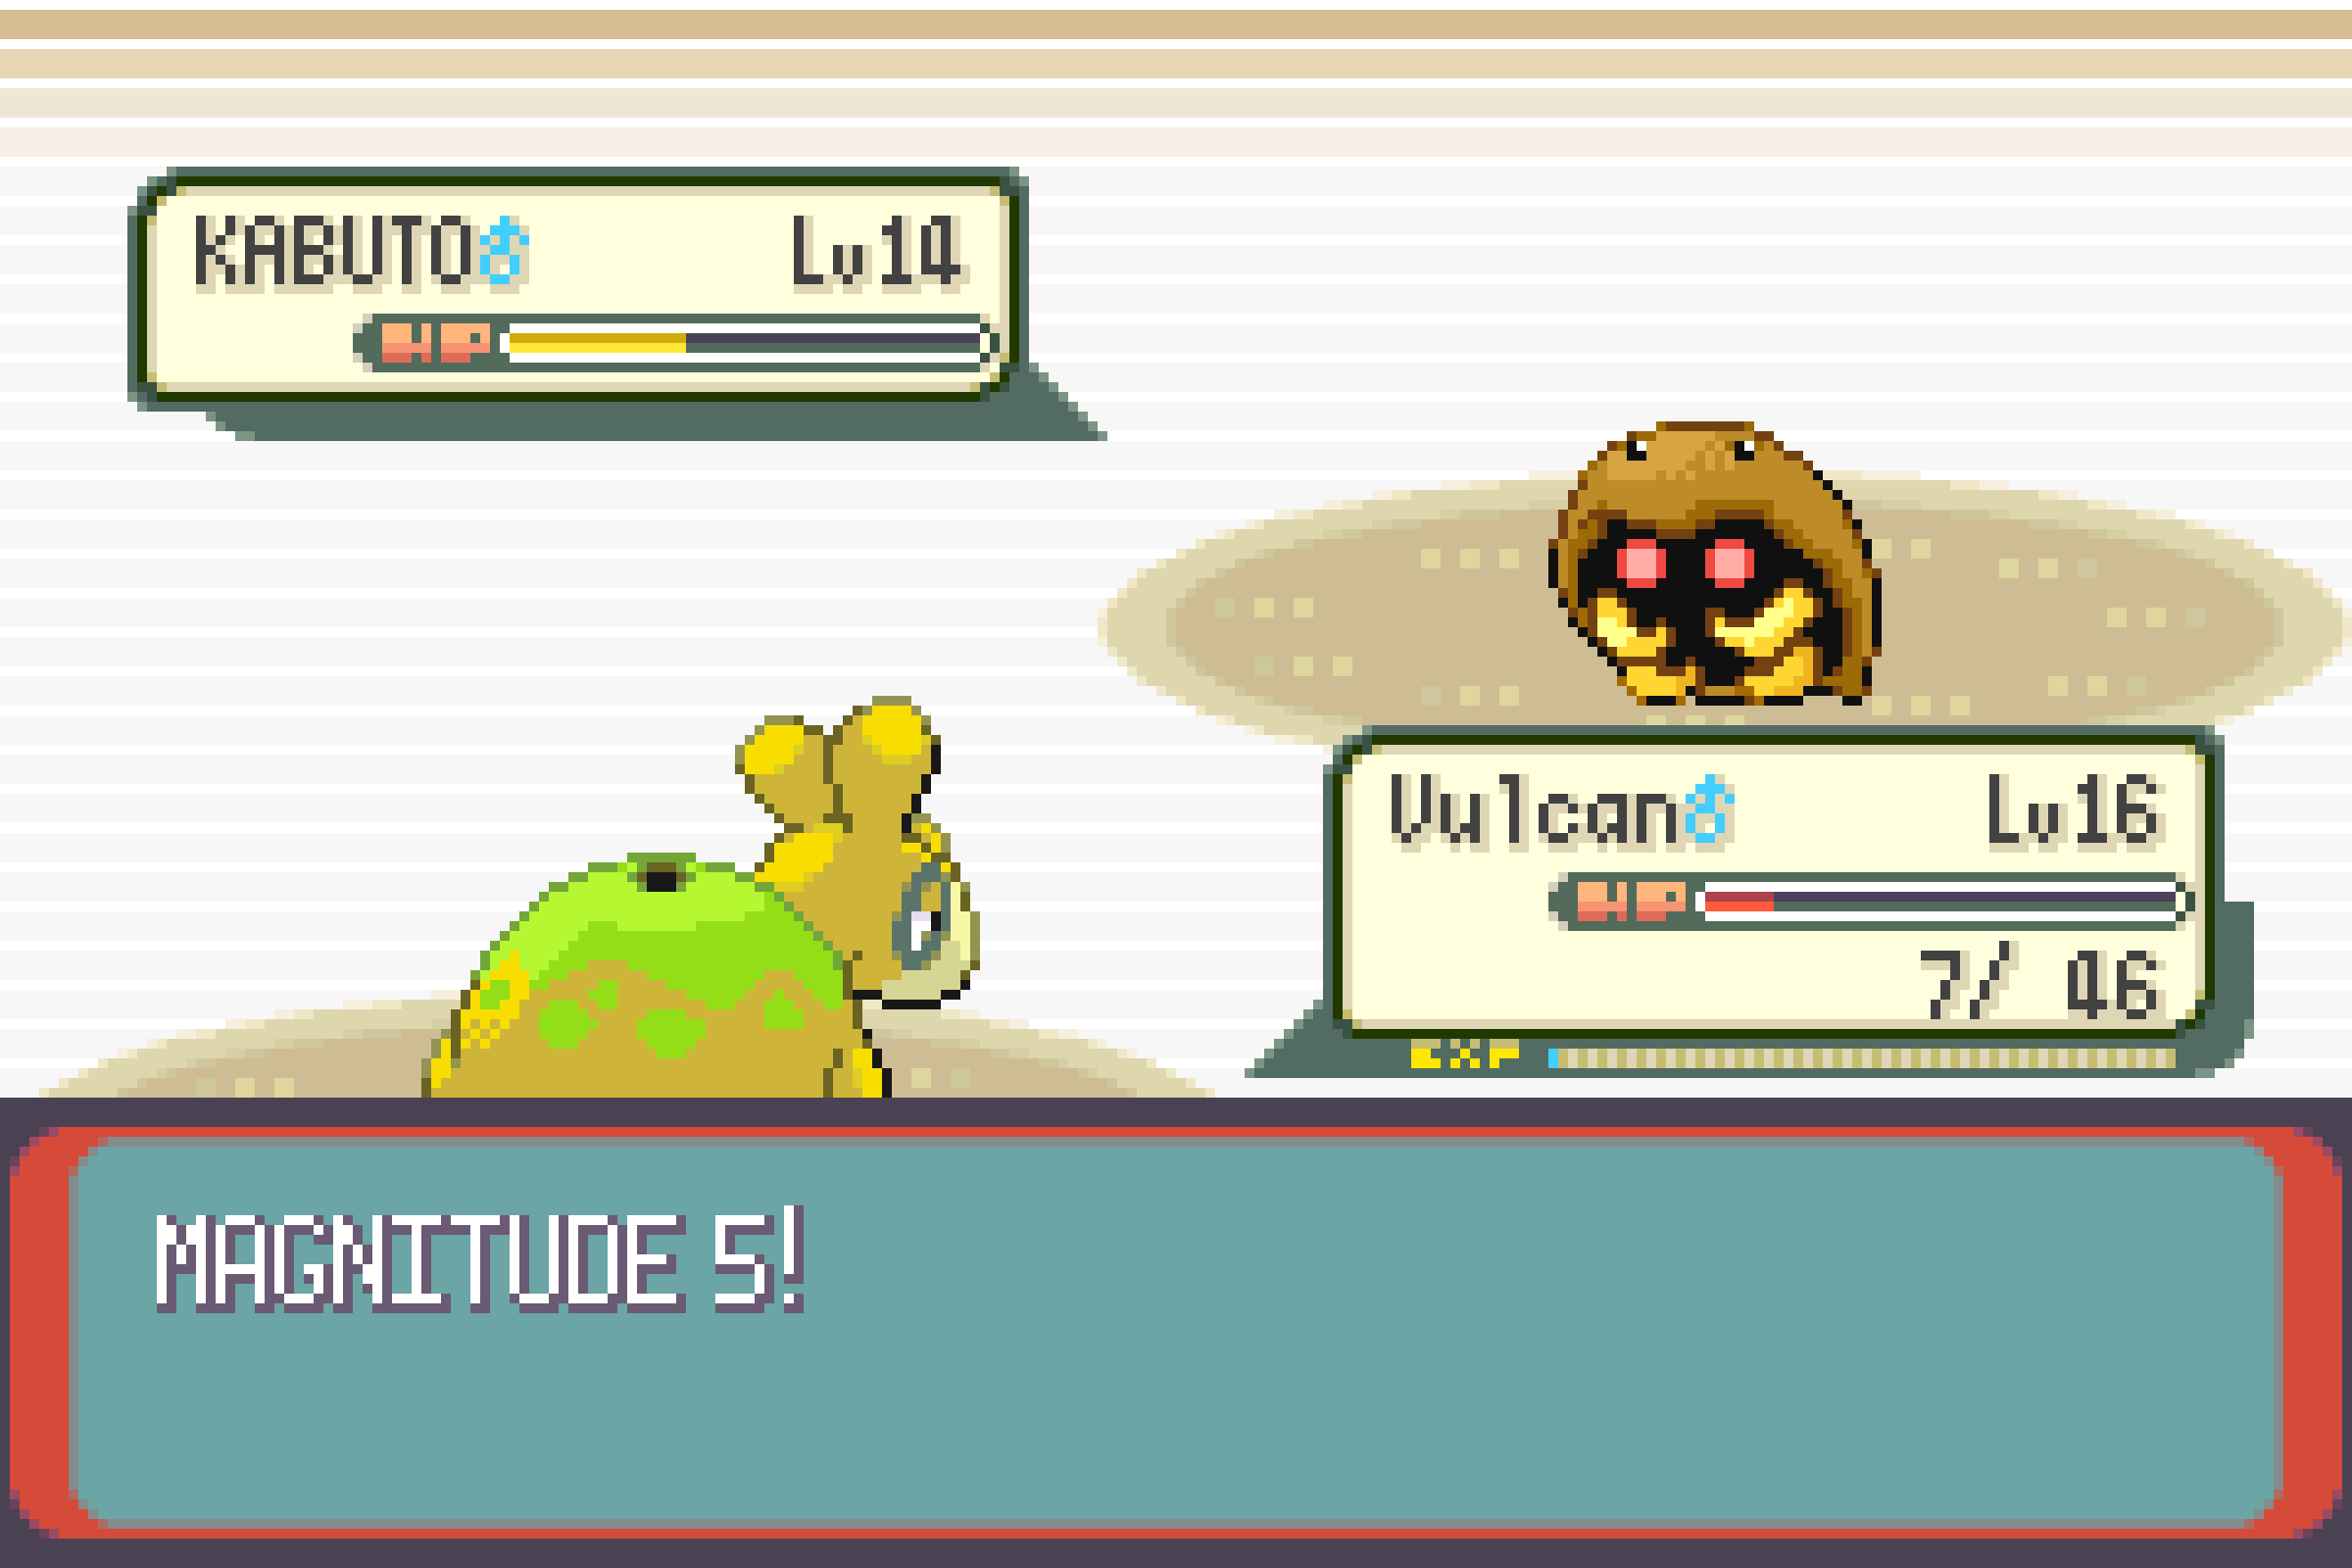 KABUTO♂ Lv14
HP
Vulcan♂ Lv16
HP
7/ 46
EXP
MAGNITUDE 5!